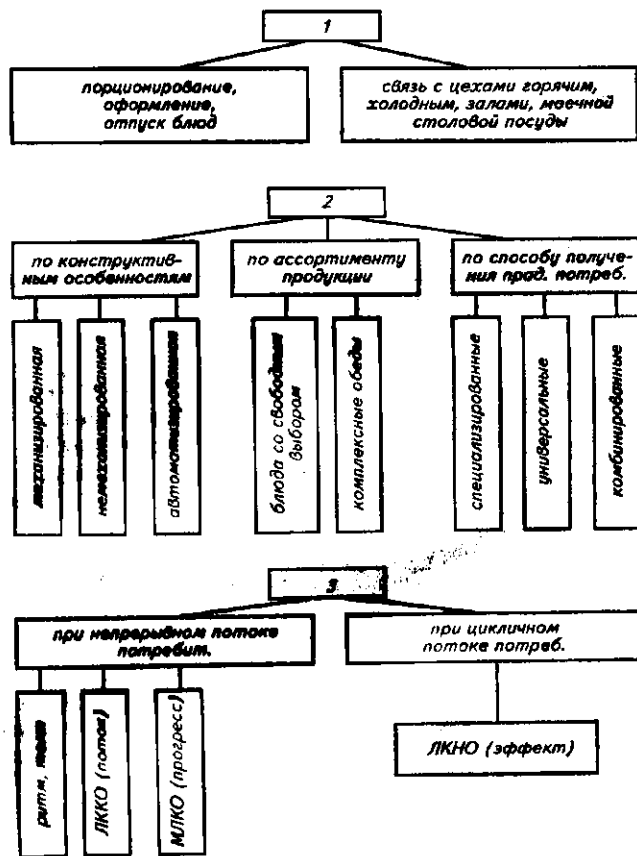 1
порционирование,
оформление,
отпуск блюд
связь с цехами горячим,
холодным, залами, моечной
столовой посуды
2
по конструктив-
ным особенностям
по ассортименту
продукции
по способу получе-
ния прад. потреб.
механизированная
немеханизированная
автоматизированная
блюда со свободным
выбором
комплексные обеды
специализированные
универсальные
комбинированные
3
при непрерывном потоке
потребит.
при цикличном
потоке потреб.
ритм,
ЛККО (поток)
МЛКО (прогресс)
ЛКНО (эффект)